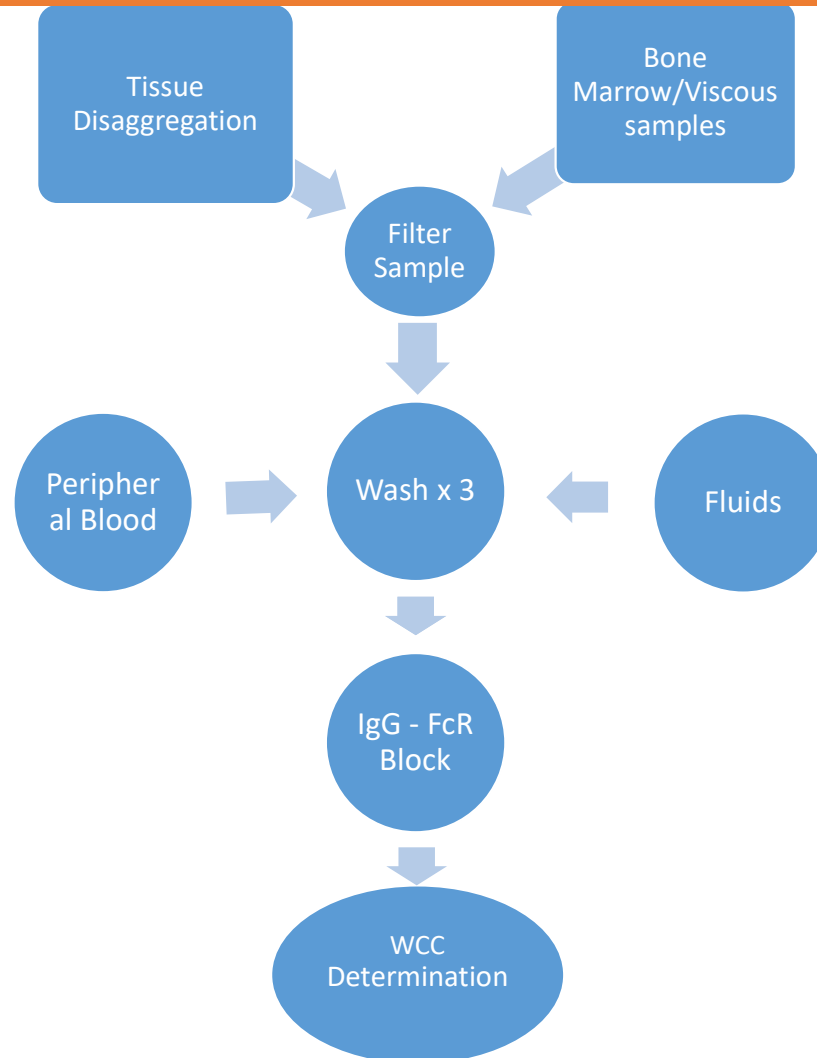 Tissue
Disaggregation
Bone
Marrow/Viscous
samples
Filter
Sample
Peripher
al Blood
Wash x 3
Fluids
IgG - FcR
Block
WCC
Determination